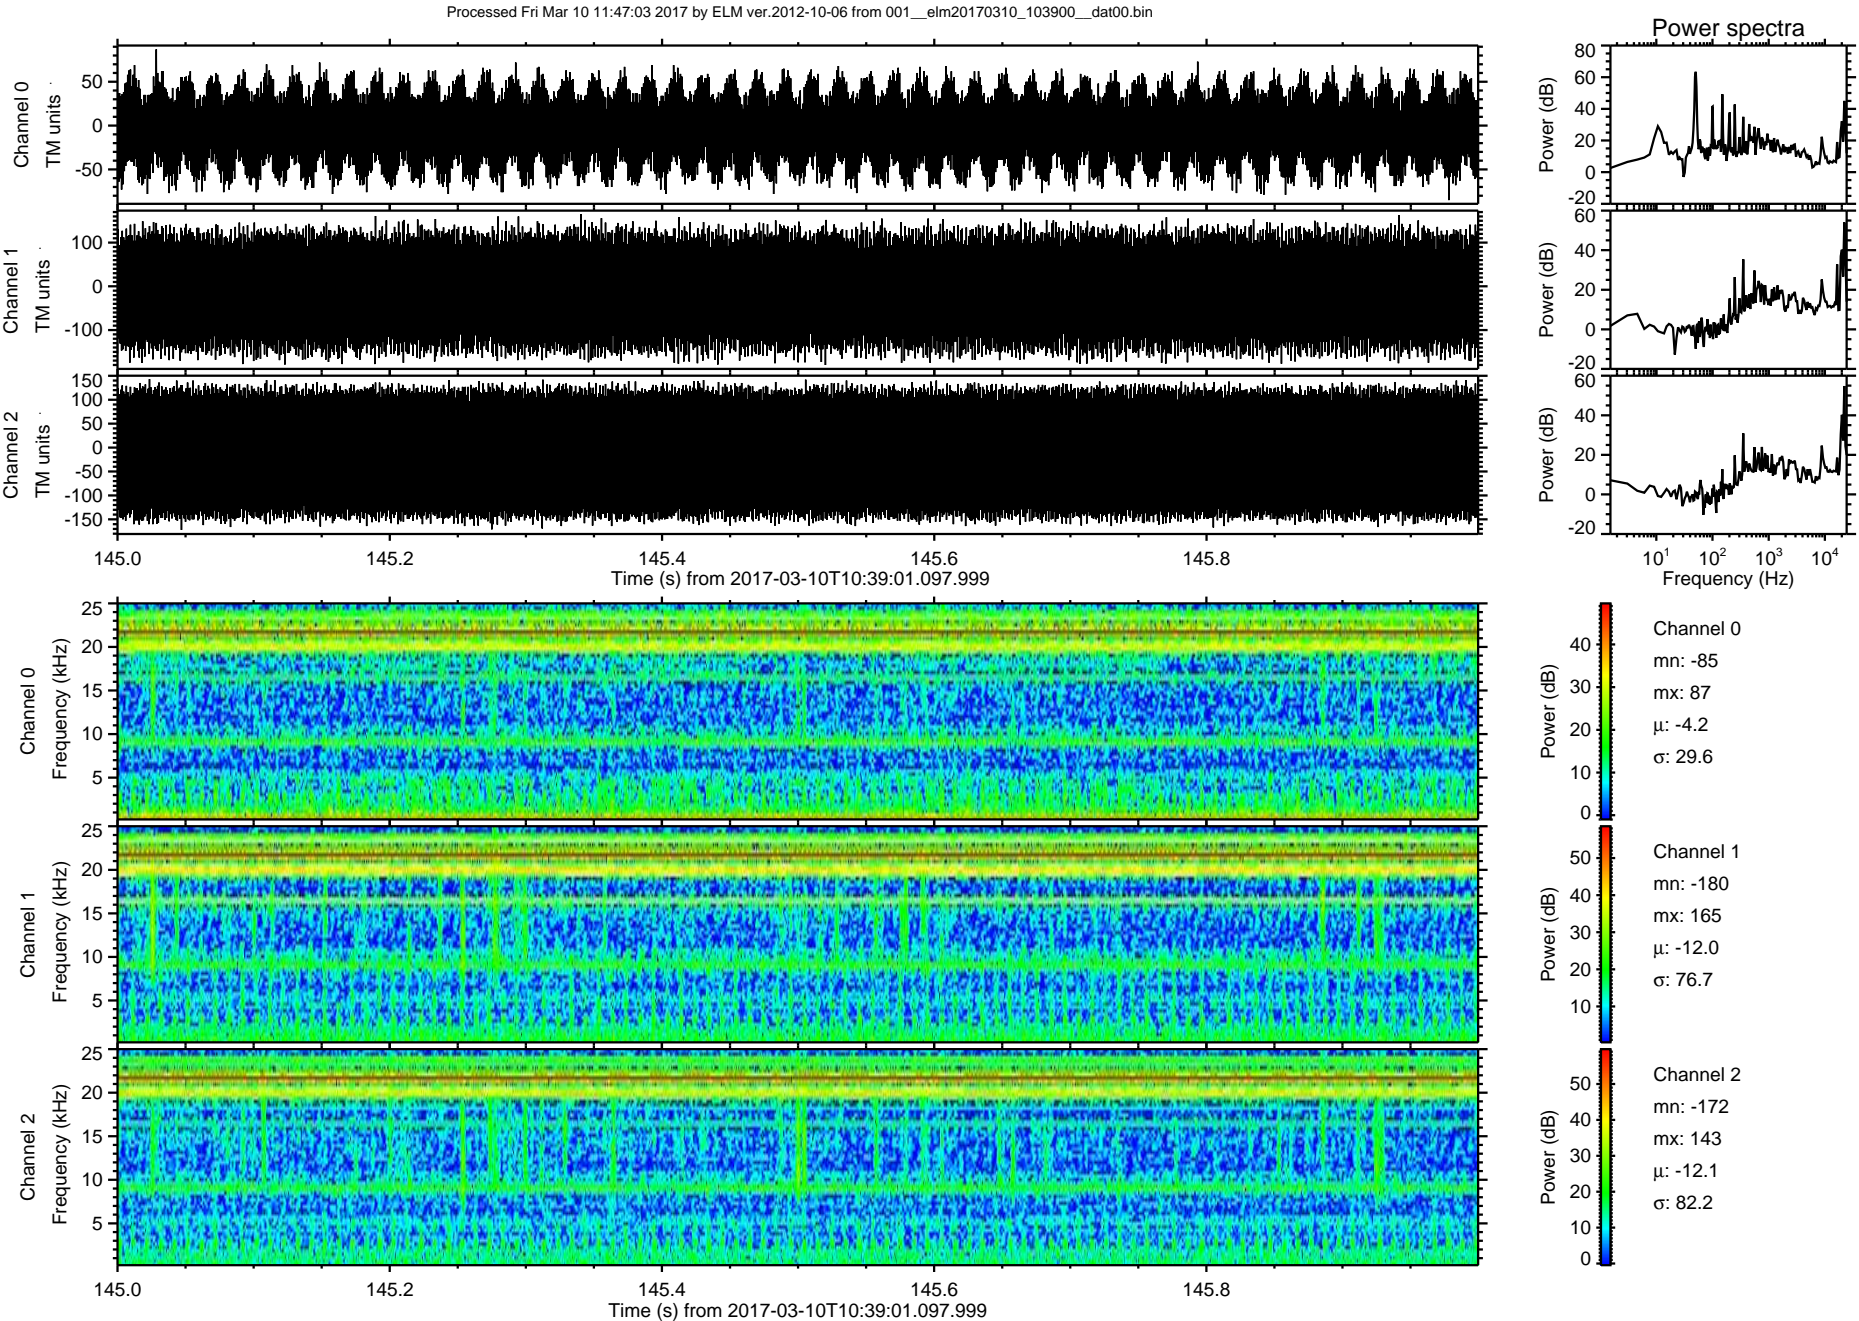 Processed Fri Mar 10 11:47:03 2017 by ELM ver.2012-10-06 from 001__elm20170310_103900__dat00.bin
Power spectra
Channel 0
TM units
50
0
-50
Power (dB)
80
60
40
20
0
-20
Channel 1
TM units
100
0
-100
Power (dB)
60
40
20
0
-20
Channel 2
TM units
150
100
50
0
-50
-100
-150
Power (dB)
60
40
20
0
-20
145.0 145.2 145.4 145.6 145.8
Time (s) from 2017-03-10T10:39:01.097.999
10^1 10^2 10^3 10^4
Frequency (Hz)
Channel 0
Frequency (kHz)
25
20
15
10
5
Power (dB)
40
30
20
10
0
Channel 0
mn: -85
mx: 87
µ: -4.2
σ: 29.6
Channel 1
Frequency (kHz)
25
20
15
10
5
Power (dB)
50
40
30
20
10
Channel 1
mn: -180
mx: 165
µ: -12.0
σ: 76.7
Channel 2
Frequency (kHz)
25
20
15
10
5
Power (dB)
50
40
30
20
10
0
Channel 2
mn: -172
mx: 143
µ: -12.1
σ: 82.2
145.0 145.2 145.4 145.6 145.8
Time (s) from 2017-03-10T10:39:01.097.999